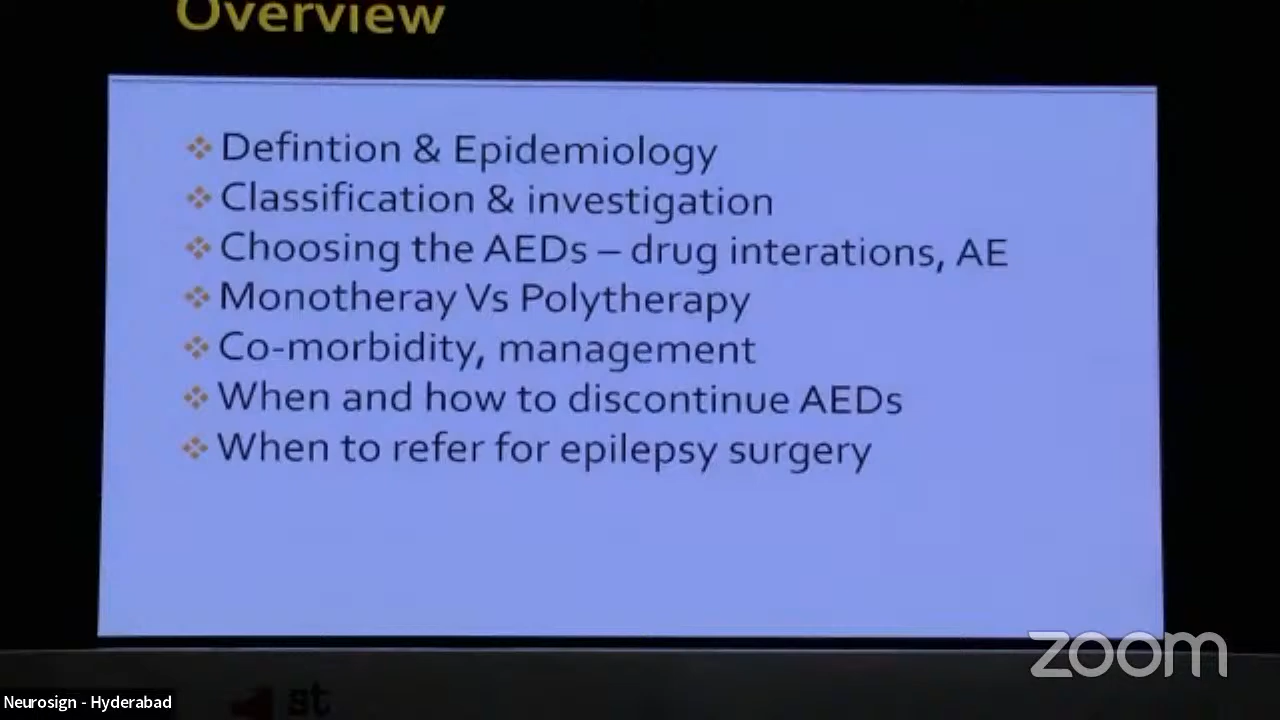 Overview
Defintion & Epidemiology
Classification & investigation
Choosing the AEDs – drug interations, AE
Monotheray Vs Polytherapy
Co-morbidity, management
When and how to discontinue AEDs
When to refer for epilepsy surgery
zoom
Neurosign - Hyderabad
st